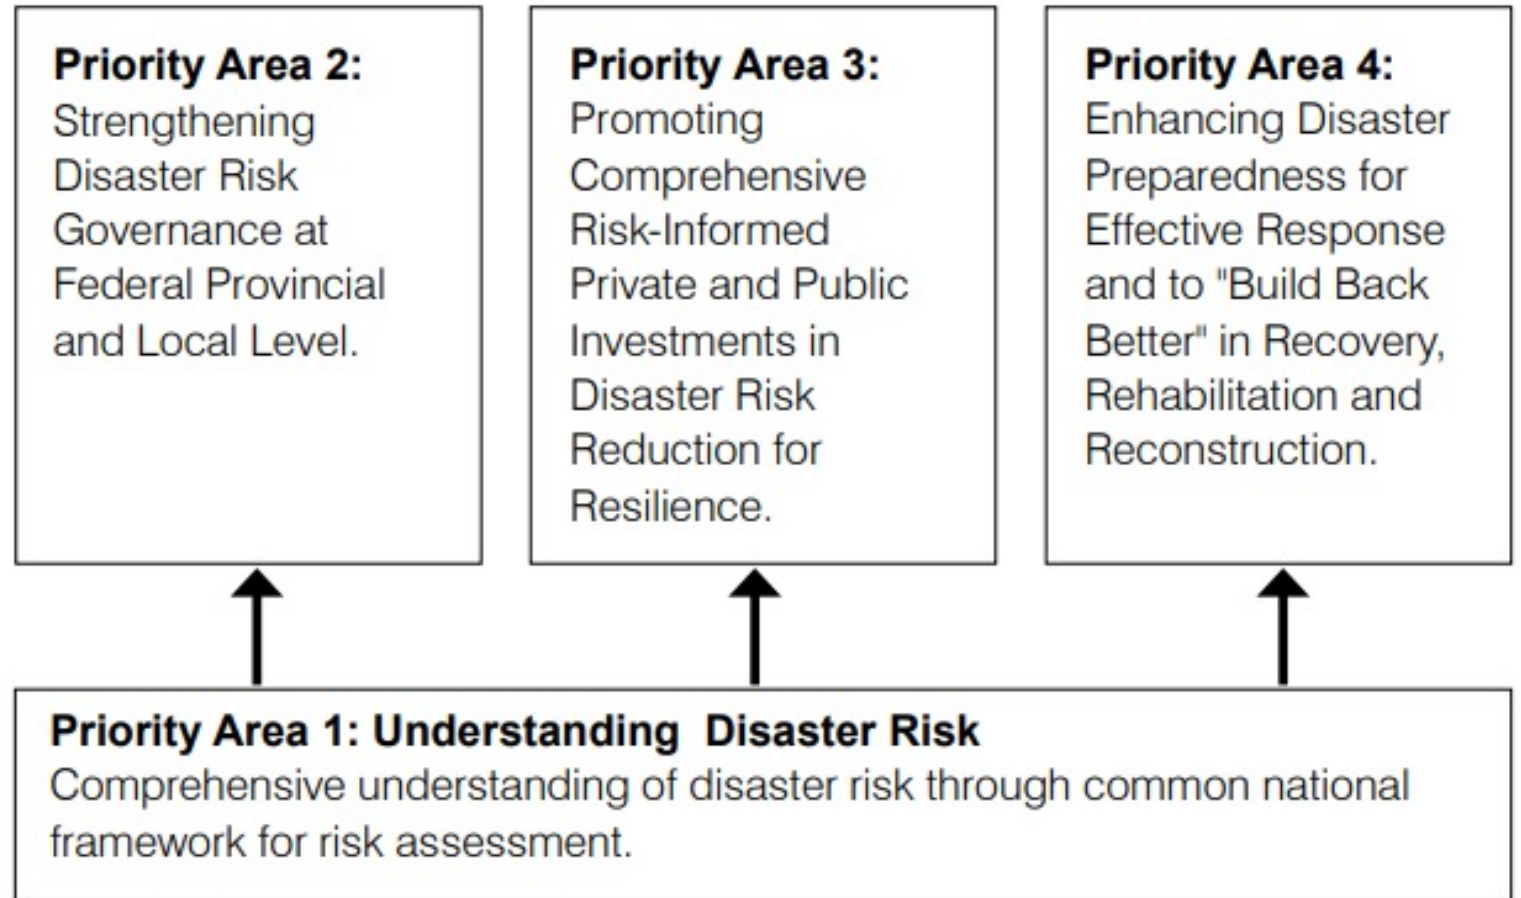 Priority Area 2:
Strengthening
Disaster Risk
Governance at
Federal Provincial
and Local Level.
Priority Area 3:
Promoting
Comprehensive
Risk-Informed
Private and Public
Investments in
Disaster Risk
Reduction for
Resilience.
Priority Area 4:
Enhancing Disaster
Preparedness for
Effective Response
and to "Build Back
Better" in Recovery,
Rehabilitation and
Reconstruction.
Priority Area 1: Understanding  Disaster Risk
Comprehensive understanding of disaster risk through common national
framework for risk assessment.